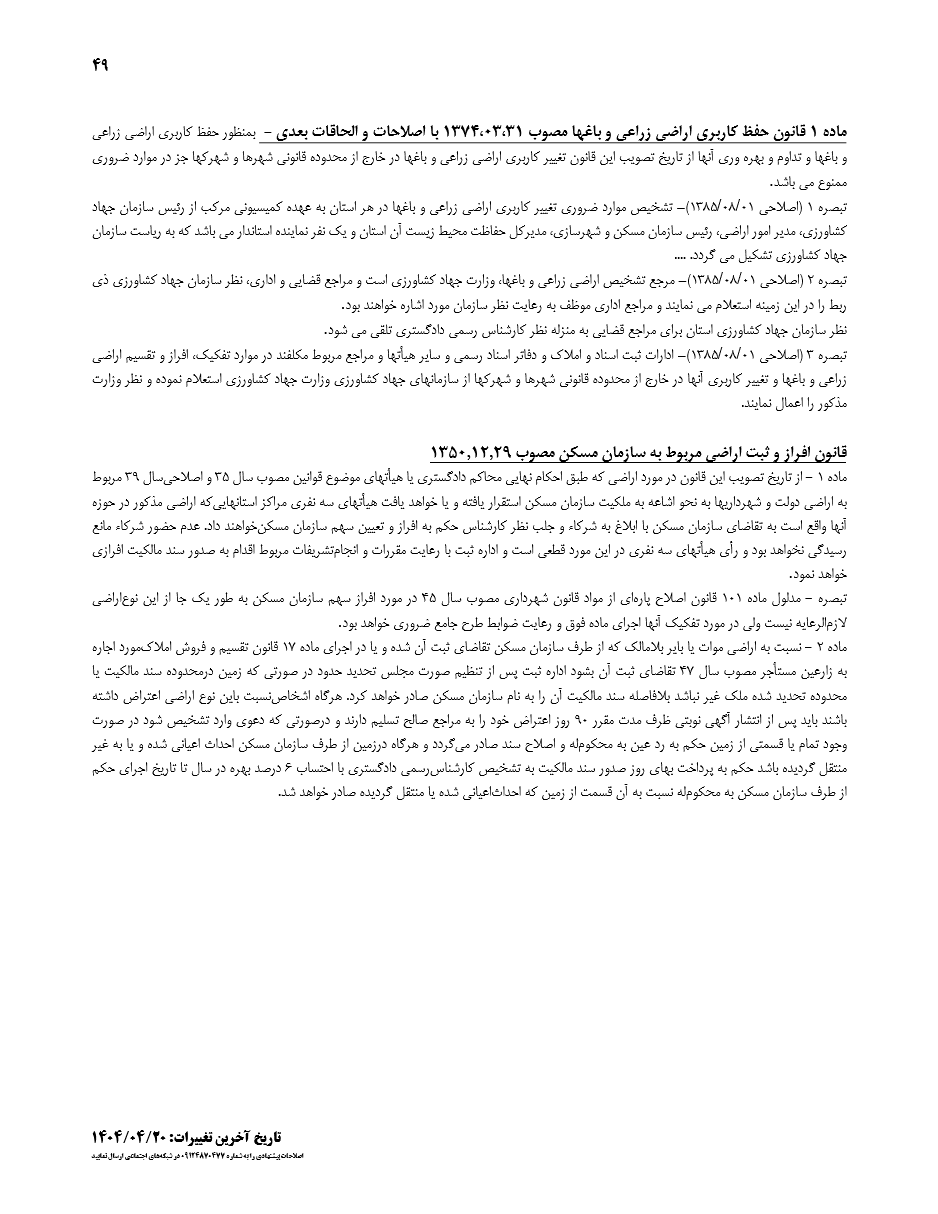 ۴۹
ماده ۱ قانون حفظ کاربری اراضی زراعی و باغها مصوب ۱۳۷۴،۰۳،۳۱ با اصلاحات و الحاقات بعدی – بمنظور حفظ کاربری اراضی زراعی
و باغها و تداوم و بهره وری آنها از تاریخ تصویب این قانون تغییر کاربری اراضی زراعی و باغها در خارج از محدوده قانونی شهرها و شهرکها جز در موارد ضروری
ممنوع می باشد.
تبصره ۱ (اصلاحی ۱۳۸۵/۰۸/۰۱)– تشخیص موارد ضروری تغییر کاربری اراضی زراعی و باغها در هر استان به عهده کمیسیونی مرکب از رئیس سازمان جهاد
کشاورزی، مدیر امور اراضی، رئیس سازمان مسکن و شهرسازی، مدیرکل حفاظت محیط زیست آن استان و یک نفر نماینده استاندار می باشد که به ریاست سازمان
جهاد کشاورزی تشکیل می گردد. ....
تبصره ۲ (اصلاحی ۱۳۸۵/۰۸/۰۱)– مرجع تشخیص اراضی زراعی و باغها، وزارت جهاد کشاورزی است و مراجع قضایی و اداری، نظر سازمان جهاد کشاورزی ذی
ربط را در این زمینه استعلام می نمایند و مراجع اداری موظف به رعایت نظر سازمان مورد اشاره خواهند بود.
نظر سازمان جهاد کشاورزی استان برای مراجع قضایی به منزله نظر کارشناس رسمی دادگستری تلقی می شود.
تبصره ۳ (اصلاحی ۱۳۸۵/۰۸/۰۱)– ادارات ثبت اسناد و املاک و دفاتر اسناد رسمی و سایر هیأتها و مراجع مربوط مکلفند در موارد تفکیک، افراز و تقسیم اراضی
زراعی و باغها و تغییر کاربری آنها در خارج از محدوده قانونی شهرها و شهرکها از سازمانهای جهاد کشاورزی وزارت جهاد کشاورزی استعلام نموده و نظر وزارت
مذکور را اعمال نمایند.
قانون افراز و ثبت اراضی مربوط به سازمان مسکن مصوب ۱۳۵۰,۱۲,۲۹
ماده ۱ – از تاریخ تصویب این قانون در مورد اراضی که طبق احکام نهایی محاکم دادگستری یا هیأتهای موضوع قوانین مصوب سال ۳۵ و اصلاحی‌سال ۳۹ مربوط
به اراضی دولت و شهرداریها به نحو اشاعه به ملکیت سازمان مسکن استقرار یافته و یا خواهد یافت هیأتهای سه نفری مراکز استانهایی‌که اراضی مذکور در حوزه
آنها واقع است به تقاضای سازمان مسکن با ابلاغ به شرکاء و جلب نظر کارشناس حکم به افراز و تعیین سهم سازمان مسکن‌خواهند داد. عدم حضور شرکاء مانع
رسیدگی نخواهد بود و رأی هیأتهای سه نفری در این مورد قطعی است و اداره ثبت با رعایت مقررات و انجام‌تشریفات مربوط اقدام به صدور سند مالکیت افرازی
خواهد نمود.
تبصره – مدلول ماده ۱۰۱ قانون اصلاح پاره‌ای از مواد قانون شهرداری مصوب سال ۴۵ در مورد افراز سهم سازمان مسکن به طور یک جا از این نوع‌اراضی
لازم‌الرعایه نیست ولی در مورد تفکیک آنها اجرای ماده فوق و رعایت ضوابط طرح جامع ضروری خواهد بود.
ماده ۲ – نسبت به اراضی موات یا بایر بلامالک که از طرف سازمان مسکن تقاضای ثبت آن شده و یا در اجرای ماده ۱۷ قانون تقسیم و فروش املاک‌مورد اجاره
به زارعین مستأجر مصوب سال ۴۷ تقاضای ثبت آن بشود اداره ثبت پس از تنظیم صورت مجلس تحدید حدود در صورتی که زمین درمحدوده سند مالکیت یا
محدوده تحدید شده ملک غیر نباشد بلافاصله سند مالکیت آن را به نام سازمان مسکن صادر خواهد کرد. هرگاه اشخاص‌نسبت باین نوع اراضی اعتراض داشته
باشند باید پس از انتشار آگهی نوبتی ظرف مدت مقرر ۹۰ روز اعتراض خود را به مراجع صالح تسلیم دارند و درصورتی که دعوی وارد تشخیص شود در صورت
وجود تمام یا قسمتی از زمین حکم به رد عین به محکوم‌له و اصلاح سند صادر می‌گردد و هرگاه درزمین از طرف سازمان مسکن احداث اعیانی شده و یا به غیر
منتقل گردیده باشد حکم به پرداخت بهای روز صدور سند مالکیت به تشخیص کارشناس‌رسمی دادگستری با احتساب ۶ درصد بهره در سال تا تاریخ اجرای حکم
از طرف سازمان مسکن به محکوم‌له نسبت به آن قسمت از زمین که احداث‌اعیانی شده یا منتقل گردیده صادر خواهد شد.
تاریخ آخرین تغییرات: ۱۴۰۴/۰۴/۲۰
اصلاحات پیشنهادی را به شماره ۰۹۱۲۴۸۷۰۴۷۷ در شبکه‌های اجتماعی ارسال نمایید